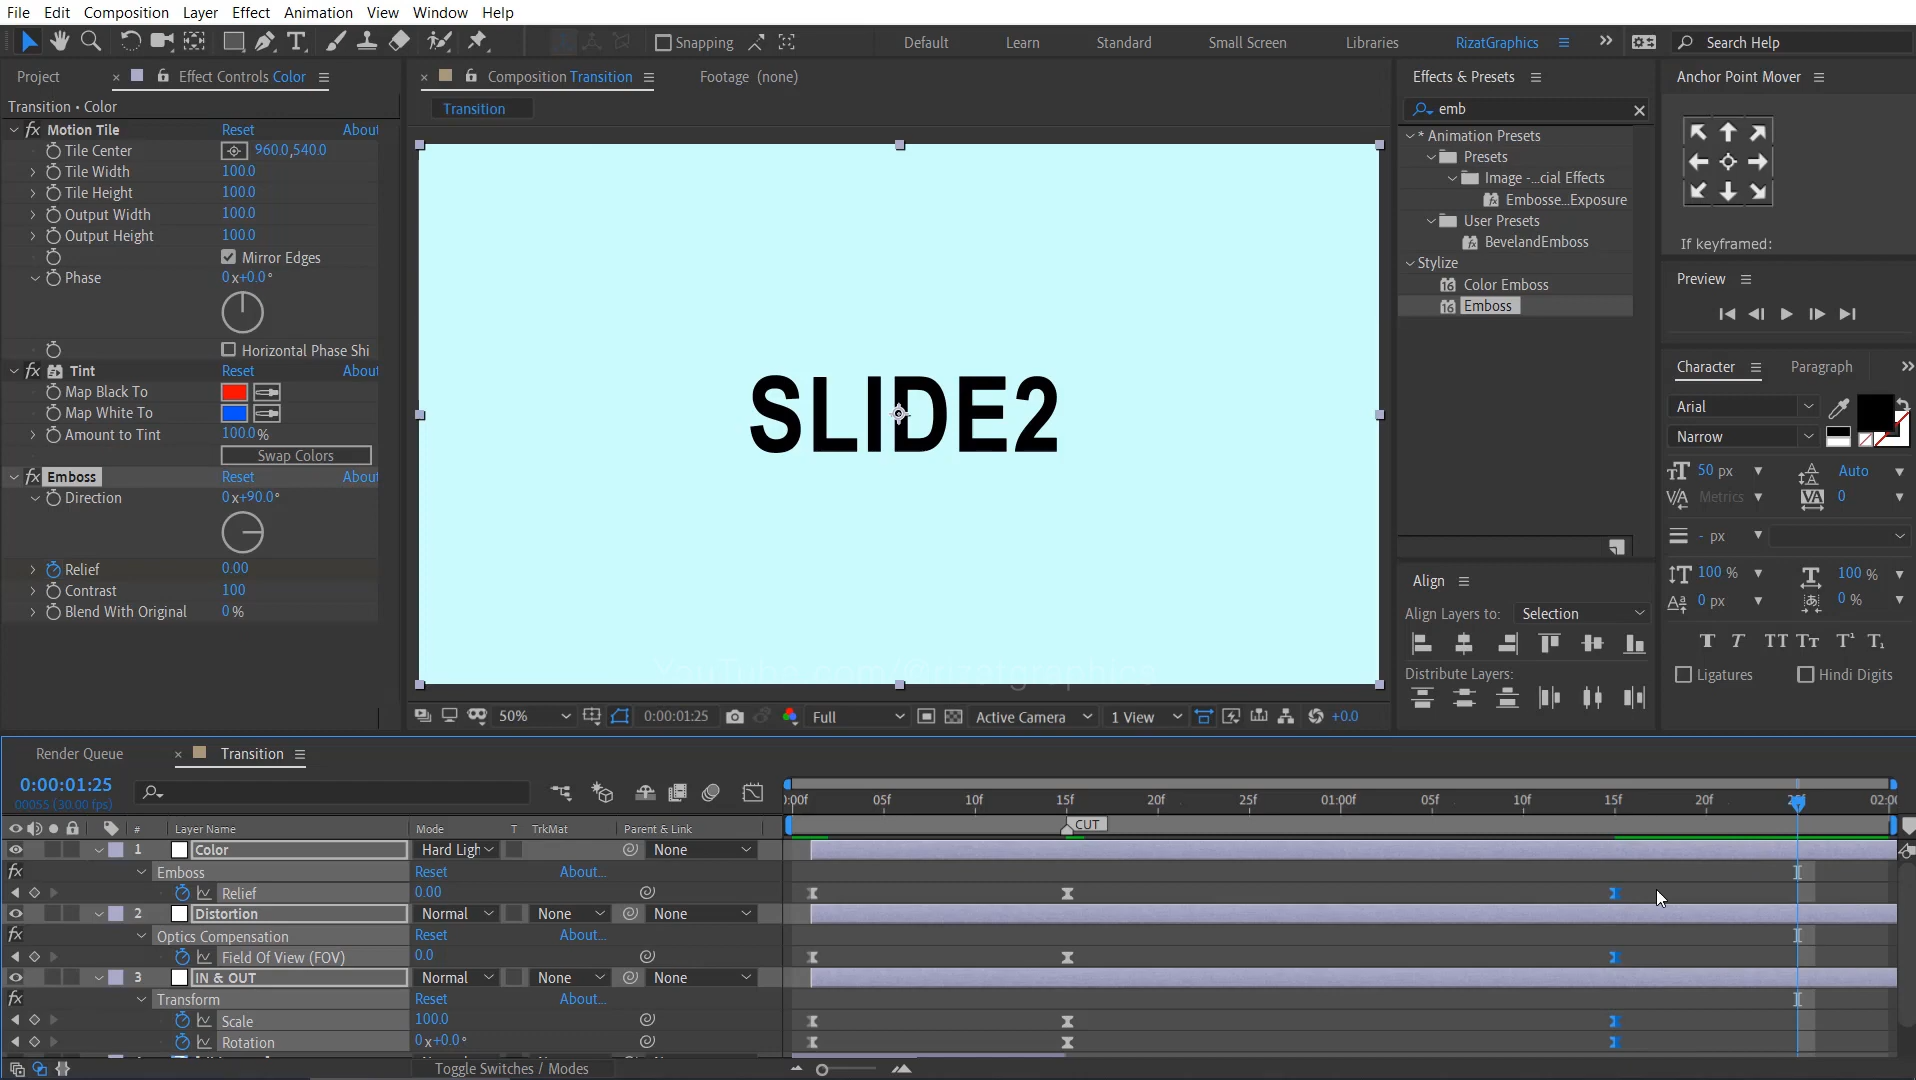 File Edit Composition Layer Effect Animation View Window Help
Snapping Default Learn Standard Small Screen Libraries RizatGraphics Search Help
Project Effect Controls Color
Transition • Color
Motion Tile Reset About
Tile Center 960.0,540.0
Tile Width 100.0
Tile Height 100.0
Output Width 100.0
Output Height 100.0
Mirror Edges
Phase 0x+0.0°
Horizontal Phase Shi
Tint Reset About
Map Black To
Map White To
Amount to Tint 100.0%
Swap Colors
Emboss Reset About
Direction 0x+90.0°
Relief 0.00
Contrast 100
Blend With Original 0%
Composition Transition Footage (none)
Transition
SLIDE2
YouTube.com/@rizatgraphics
50% 0:00:01:25 Full Active Camera 1 View +0.0
Effects & Presets
emb
* Animation Presets
Presets
Image -...cial Effects
Embosse...Exposure
User Presets
BevelandEmboss
Stylize
Color Emboss
Emboss
Align
Align Layers to: Selection
Distribute Layers:
Anchor Point Mover
If keyframed:
Preview
Character Paragraph
Arial
Narrow
50 px Auto
Metrics 0
- px
100 % 100 %
0 px 0 %
T T TT Tt T¹ T₁
Ligatures Hindi Digits
Render Queue Transition
0:00:01:25
00055 (30.00 fps)
:00f 05f 10f 15f 20f 25f 01:00f 05f 10f 15f 20f 02:0
CUT
# Layer Name Mode T TrkMat Parent & Link
1 Color Hard Ligh None
Emboss Reset About...
Relief 0.00
2 Distortion Normal None None
Optics Compensation Reset About...
Field Of View (FOV) 0.0
3 IN & OUT Normal None None
Transform Reset About...
Scale 100.0
Rotation 0x+0.0°
Toggle Switches / Modes